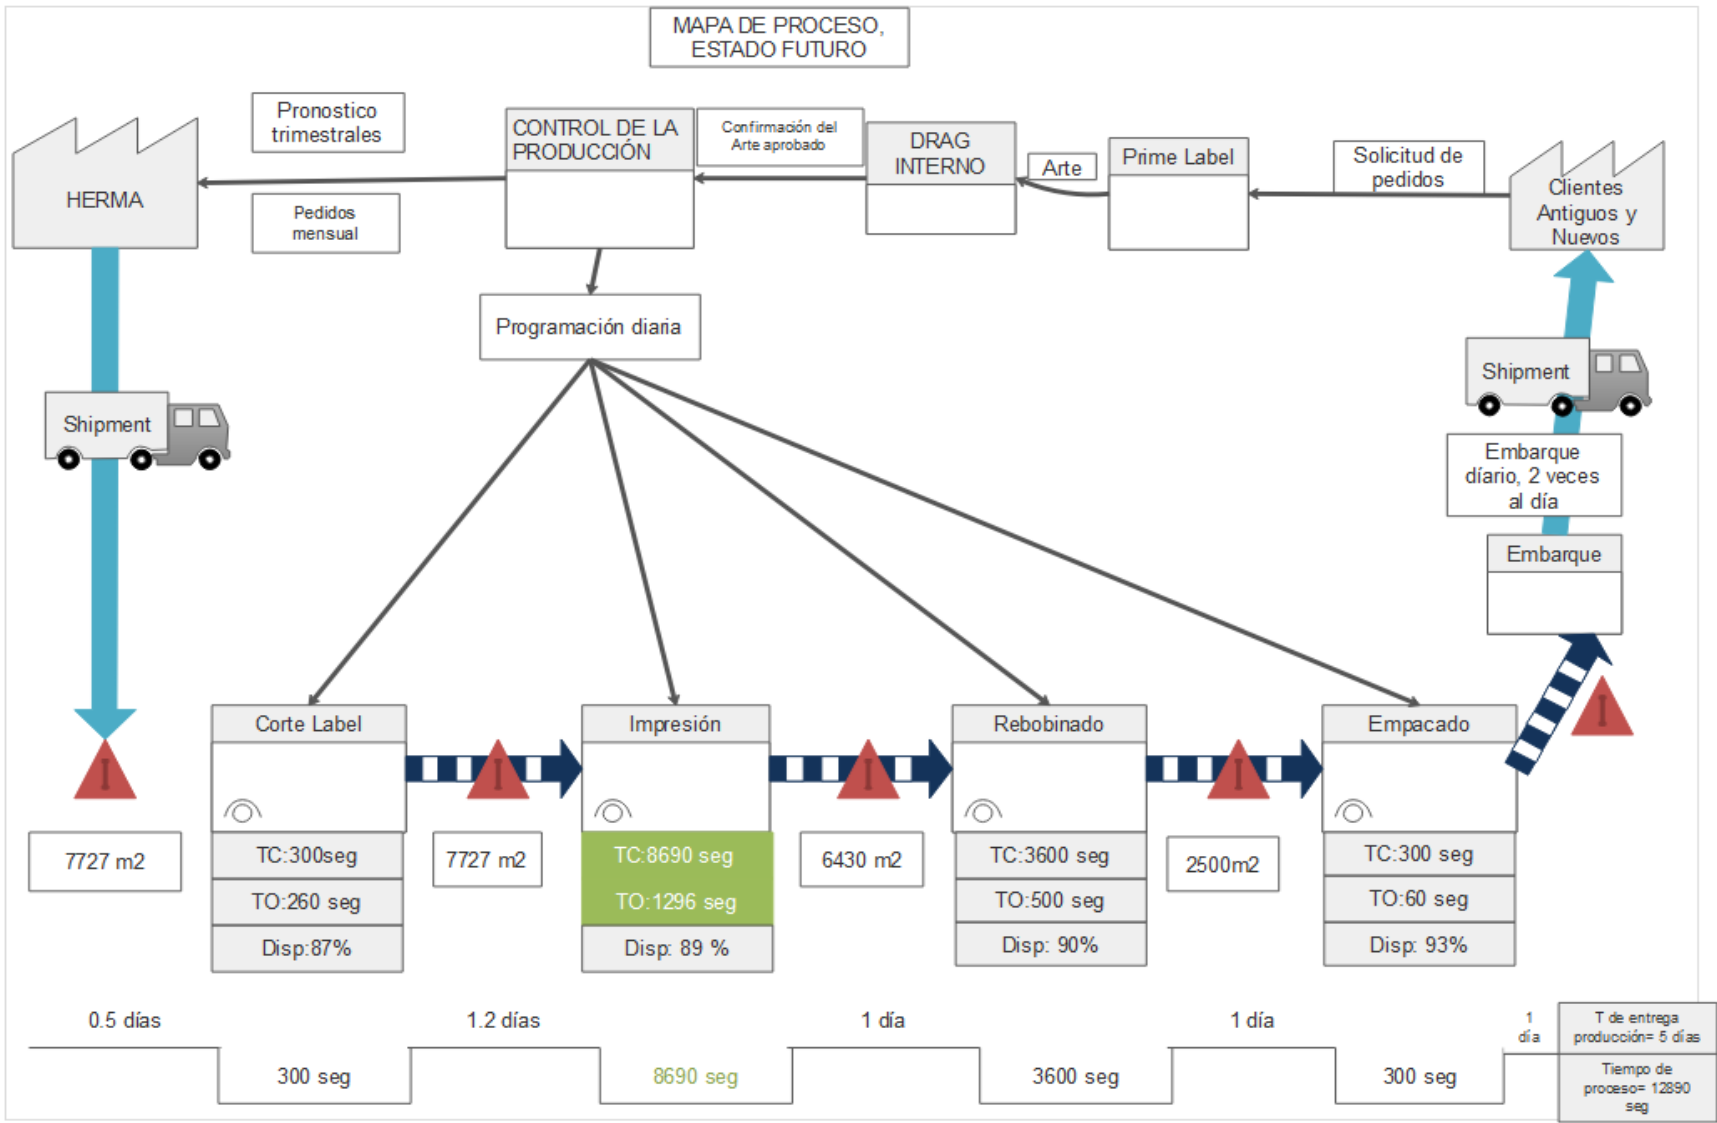 MAPA DE PROCESO,
ESTADO FUTURO
Pronostico
trimestrales
CONTROL DE LA
PRODUCCIÓN
Confirmación del
Arte aprobado
DRAG
INTERNO
Arte
Prime Label
Solicitud de
pedidos
HERMA
Clientes
Antiguos y
Nuevos
Pedidos
mensual
Programación diaria
Shipment
Shipment
Embarque
díario, 2 veces
al día
Embarque
Corte Label
Impresión
Rebobinado
Empacado
I
I
I
I
I
7727 m2
TC:300seg
TO:260 seg
Disp:87%
7727 m2
TC:8690 seg
TO:1296 seg
Disp: 89 %
6430 m2
TC:3600 seg
TO:500 seg
Disp: 90%
2500m2
TC:300 seg
TO:60 seg
Disp: 93%
0.5 días
1.2 días
1 día
1 día
1
día
T de entrega
producción= 5 días
300 seg
8690 seg
3600 seg
300 seg
Tiempo de
proceso= 12890
seg